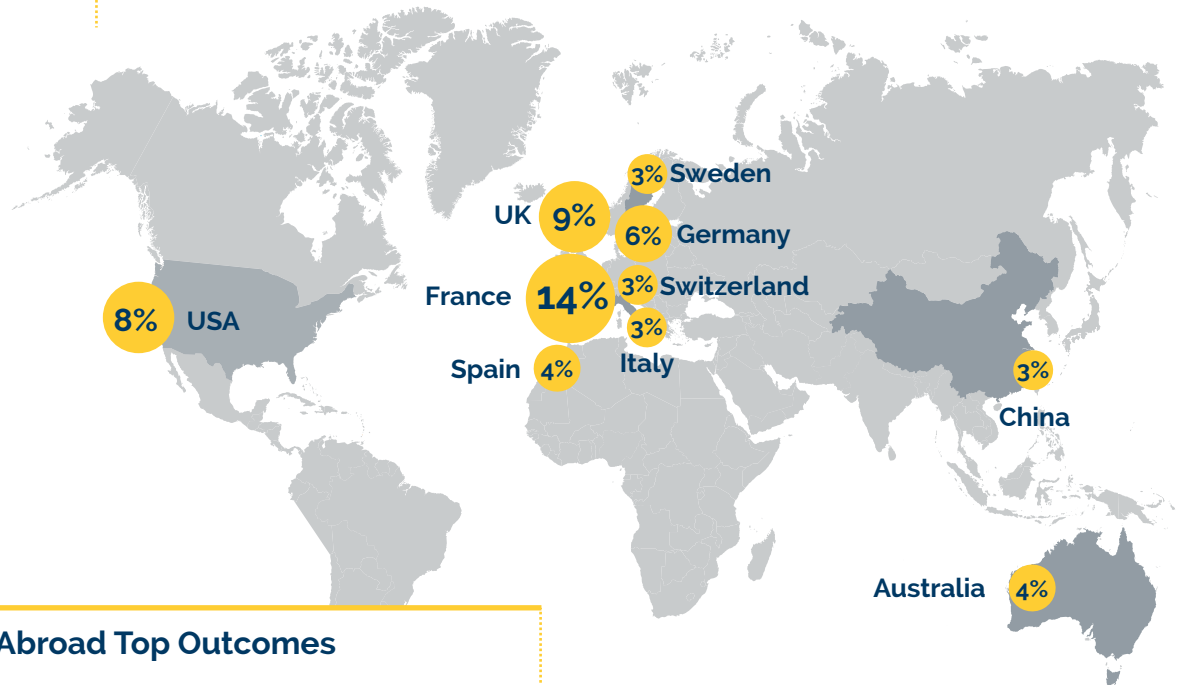 3% Sweden
UK 9%
6% Germany
3% Switzerland
France 14%
8% USA
3%
Italy
Spain 4%
3%
China
Australia 4%
Abroad Top Outcomes